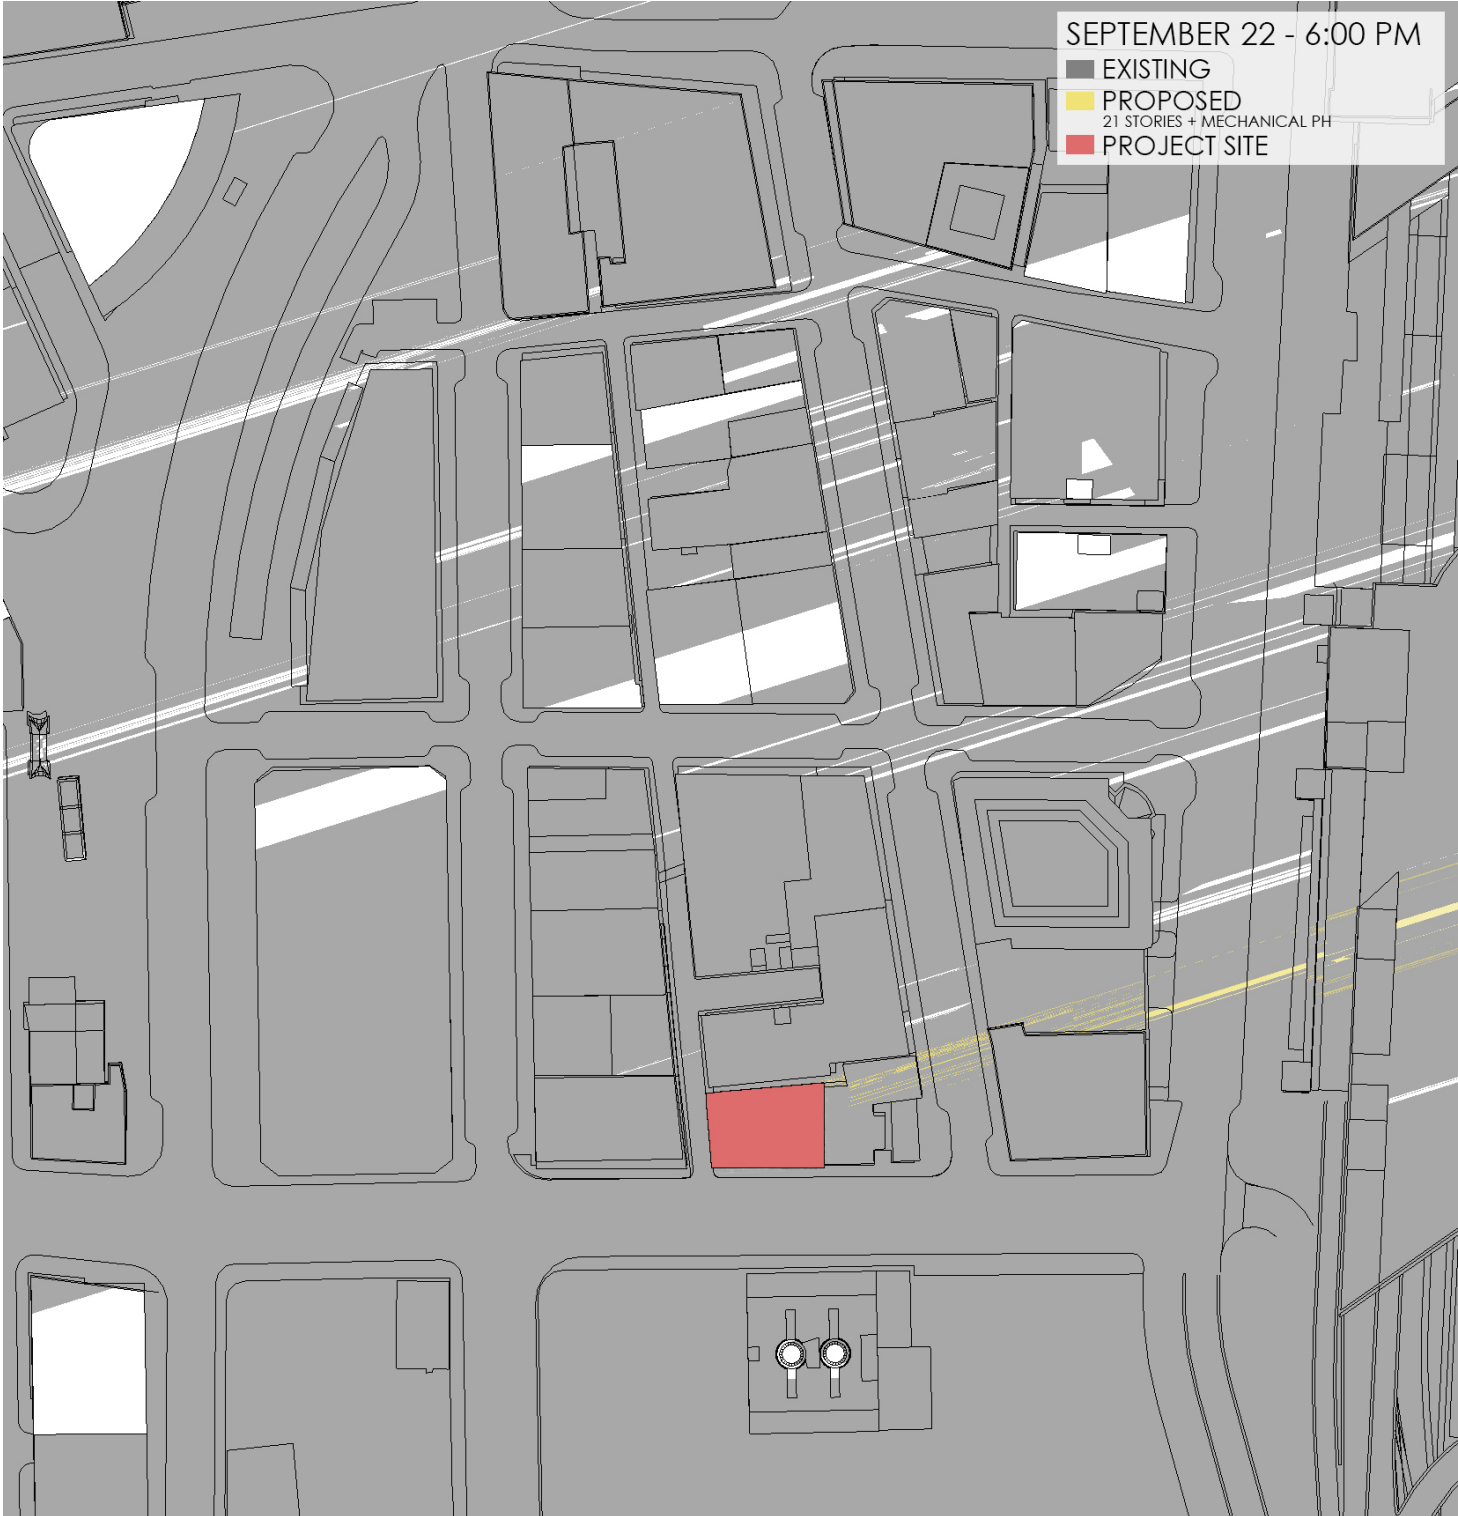 SEPTEMBER 22 - 6:00 PM
EXISTING
PROPOSED
21 STORIES + MECHANICAL PH
PROJECT SITE